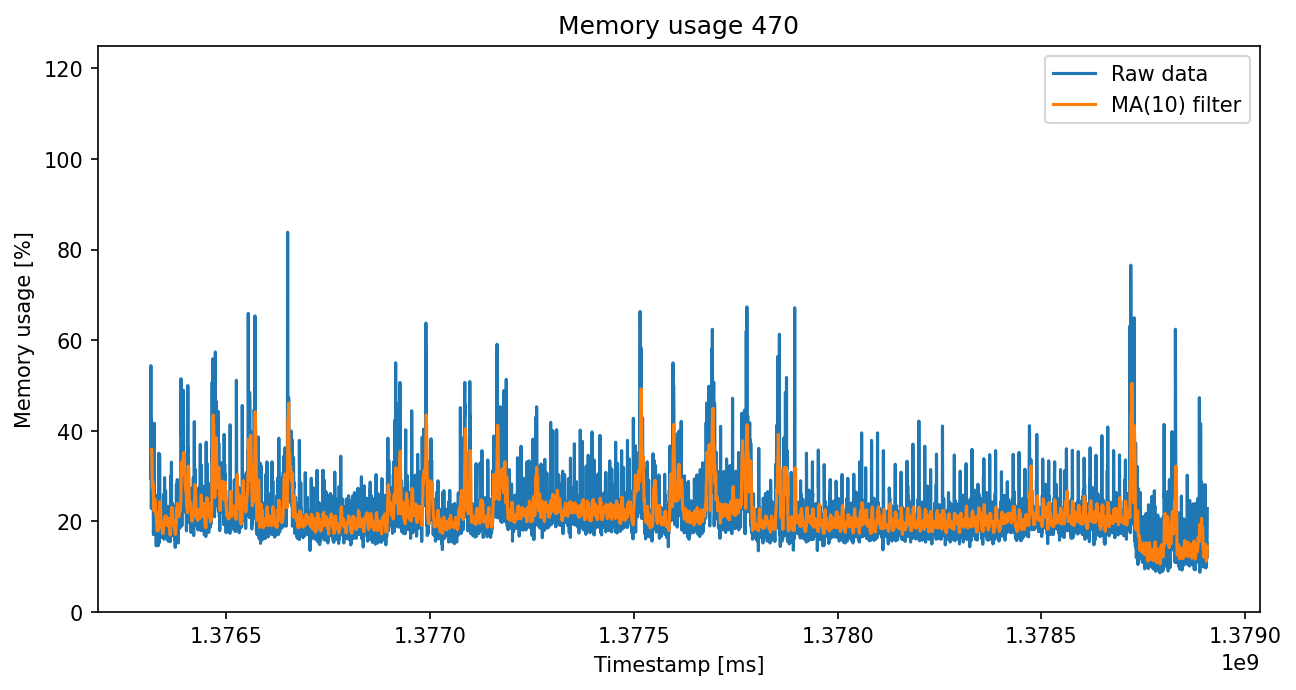 Memory usage 470
Raw data
MA(10) filter
Memory usage [%]
120
100
80
60
40
20
0
1.3765 1.3770 1.3775 1.3780 1.3785 1.3790
1e9
Timestamp [ms]